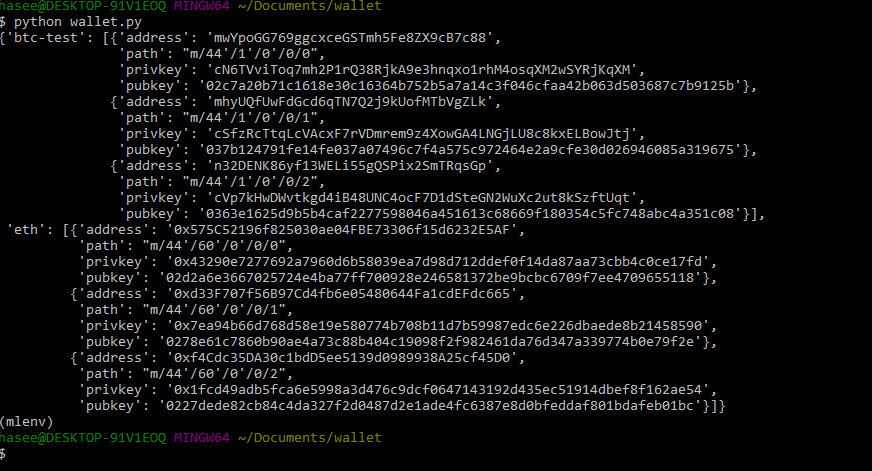 hasee@DESKTOP-91V1EOQ MINGW64 ~/Documents/wallet
$ python wallet.py
{'btc-test': [{'address': 'mwYpoGG769ggcxceGSTmh5Fe8ZX9cB7c88',
'path': "m/44'/1'/0'/0/0",
'privkey': 'cN6TVviToq7mh2P1rQ38RjkA9e3hnqxo1rhM4osqXM2wSYRjKqXM',
'pubkey': '02c7a20b71c1618e30c16364b752b5a7a14c3f046cfaa42b063d503687c7b9125b'},
{'address': 'mhyUQfUwFdGcd6qTN7Q2j9kUofMTbVgZLk',
'path': "m/44'/1'/0'/0/1",
'privkey': 'cSfzRcTtqLcVAcxF7rVDmrem9z4XowGA4LNGjLU8c8kxELBowJtj',
'pubkey': '037b124791fe14fe037a07496c7f4a575c972464e2a9cfe30d026946085a319675'},
{'address': 'n32DENK86yf13WELi55gQSPix2SmTRqsGp',
'path': "m/44'/1'/0'/0/2",
'privkey': 'cVp7kHwDWvtkgd4iB48UNC4ocF7D1dSteGN2WuXc2ut8kSzftUqt',
'pubkey': '0363e1625d9b5b4caf2277598046a451613c68669f180354c5fc748abc4a351c08'}],
'eth': [{'address': '0x575C52196f825030ae04FBE73306f15d6232E5AF',
'path': "m/44'/60'/0'/0/0",
'privkey': '0x43290e7277692a7960d6b58039ea7d98d712ddef0f14da87aa73cbb4c0ce17fd',
'pubkey': '02d2a6e3667025724e4ba77ff700928e246581372be9bcbc6709f7ee4709655118'},
{'address': '0xd33F707f56B97Cd4fb6e05480644Fa1cdEFdc665',
'path': "m/44'/60'/0'/0/1",
'privkey': '0x7ea94b66d768d58e19e580774b708b11d7b59987edc6e226dbaede8b21458590',
'pubkey': '0278e61c7860b90ae4a73c88b404c19098f2f982461da76d347a339774b0e79f2e'},
{'address': '0xf4Cdc35DA30c1bdD5ee5139d0989938A25cf45D0',
'path': "m/44'/60'/0'/0/2",
'privkey': '0x1fcd49adb5fca6e5998a3d476c9dcf0647143192d435ec51914dbef8f162ae54',
'pubkey': '0227dede82cb84c4da327f2d0487d2e1ade4fc6387e8d0bfeddaf801bdafeb01bc'}]}
(mlenv)
hasee@DESKTOP-91V1EOQ MINGW64 ~/Documents/wallet
$